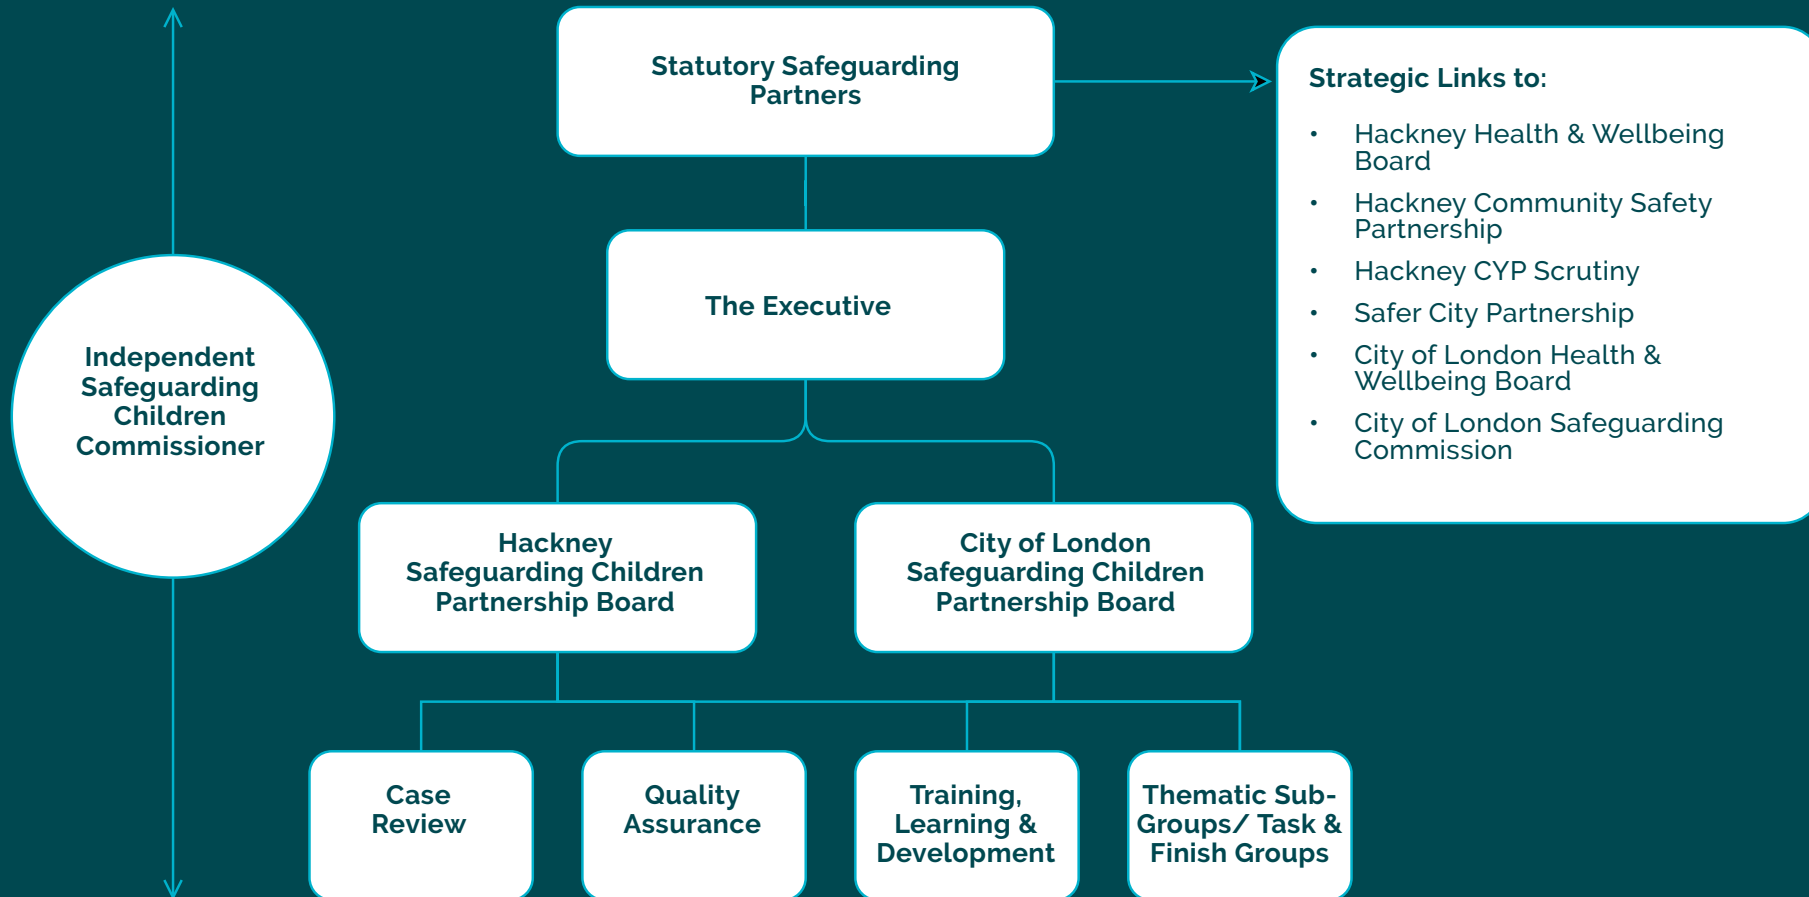 Statutory Safeguarding
Partners
Strategic Links to:
• Hackney Health & Wellbeing
Board
• Hackney Community Safety
Partnership
• Hackney CYP Scrutiny
• Safer City Partnership
• City of London Health &
Wellbeing Board
• City of London Safeguarding
Commission
The Executive
Independent
Safeguarding
Children
Commissioner
Hackney
Safeguarding Children
Partnership Board
City of London
Safeguarding Children
Partnership Board
Case
Review
Quality
Assurance
Training,
Learning &
Development
Thematic Sub-
Groups/ Task &
Finish Groups